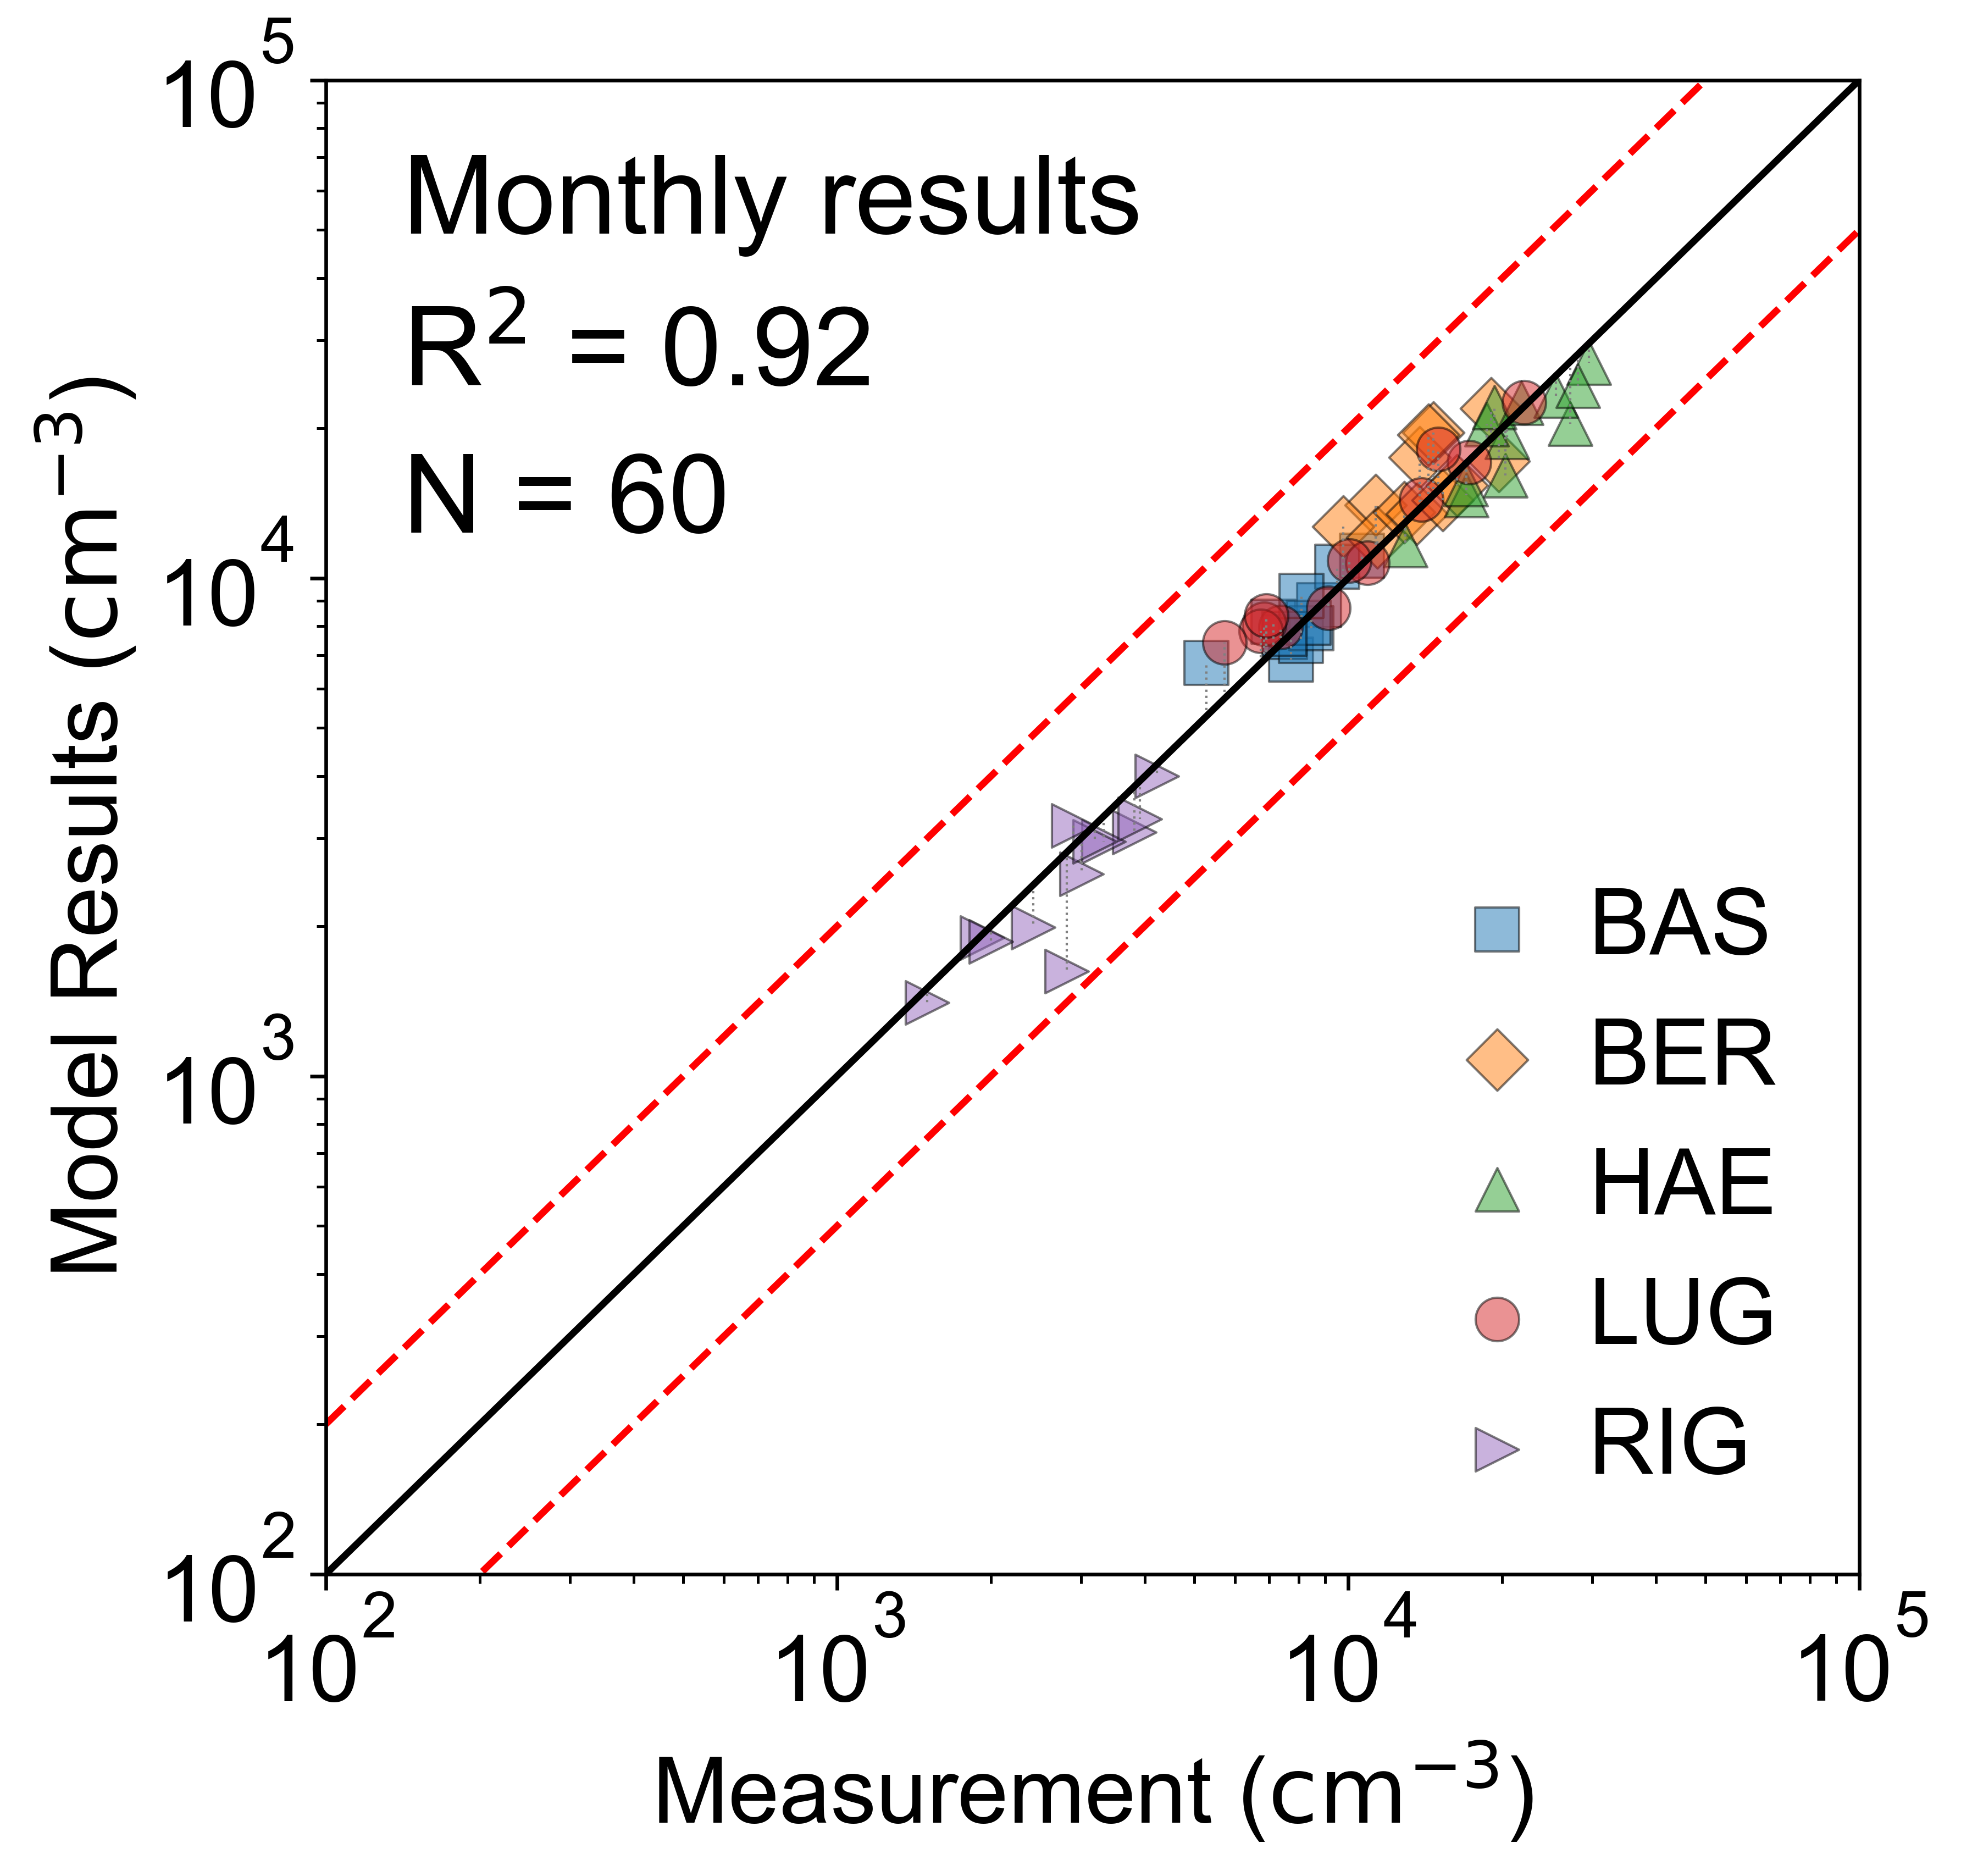 Monthly results
R² = 0.92
N = 60
Model Results (cm⁻³)
10⁵
10⁴
10³
10²
BAS
BER
HAE
LUG
RIG
10²
10³
10⁴
10⁵
Measurement (cm⁻³)